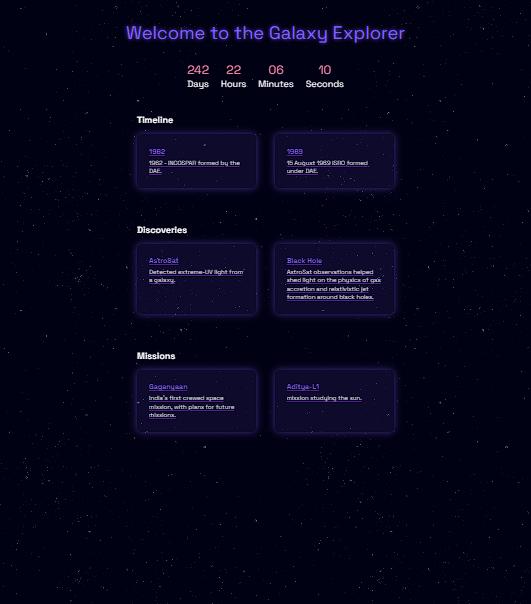 Welcome to the Galaxy Explorer
242 22 06 10
Days Hours Minutes Seconds
Timeline
1962
1962 - INCOSPAR formed by the
DAE.
1969
15 August 1969 ISRO formed
under DAE.
Discoveries
AstroSat
Detected extreme-UV light from
a galaxy.
Black Hole
AstroSat observations helped
shed light on the physics of gas
accretion and relativistic jet
formation around black holes.
Missions
Gaganyaan
India's first crewed space
mission, with plans for future
missions.
Aditya-L1
mission studying the sun.